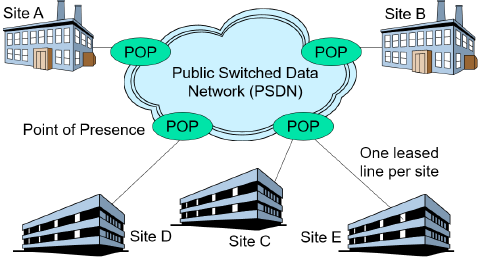 Site A
Site B
POP
POP
Public Switched Data
Network (PSDN)
Point of Presence
POP
POP
One leased
line per site
Site D
Site C
Site E